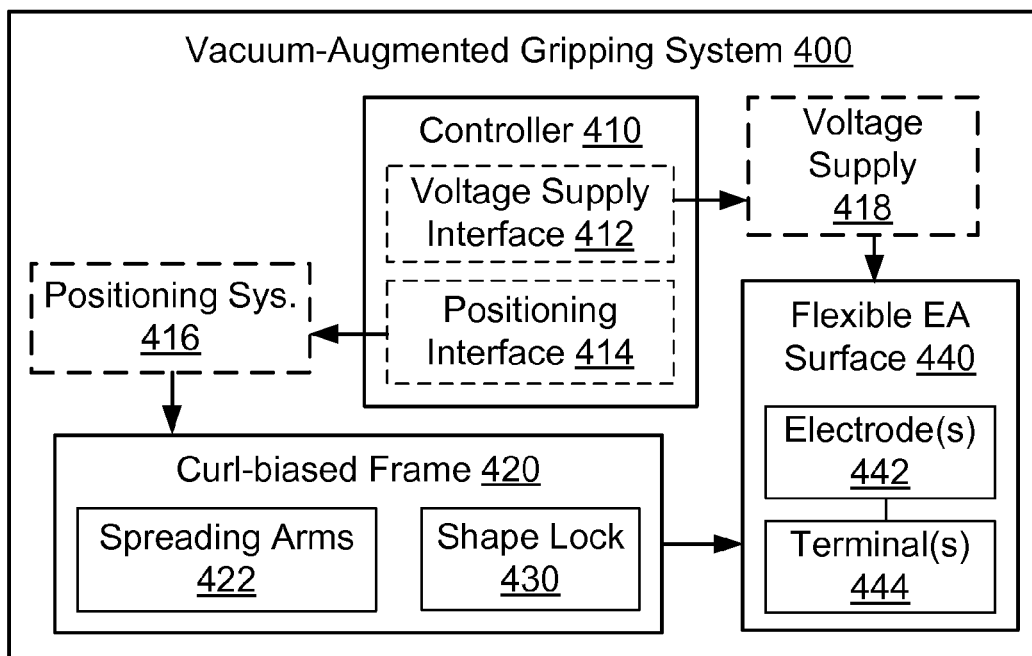 Vacuum-Augmented Gripping System 400
Controller 410
Voltage Supply
Interface 412
Positioning
Interface 414
Voltage
Supply
418
Positioning Sys.
416
Flexible EA
Surface 440
Electrode(s)
442
Terminal(s)
444
Curl-biased Frame 420
Spreading Arms
422
Shape Lock
430